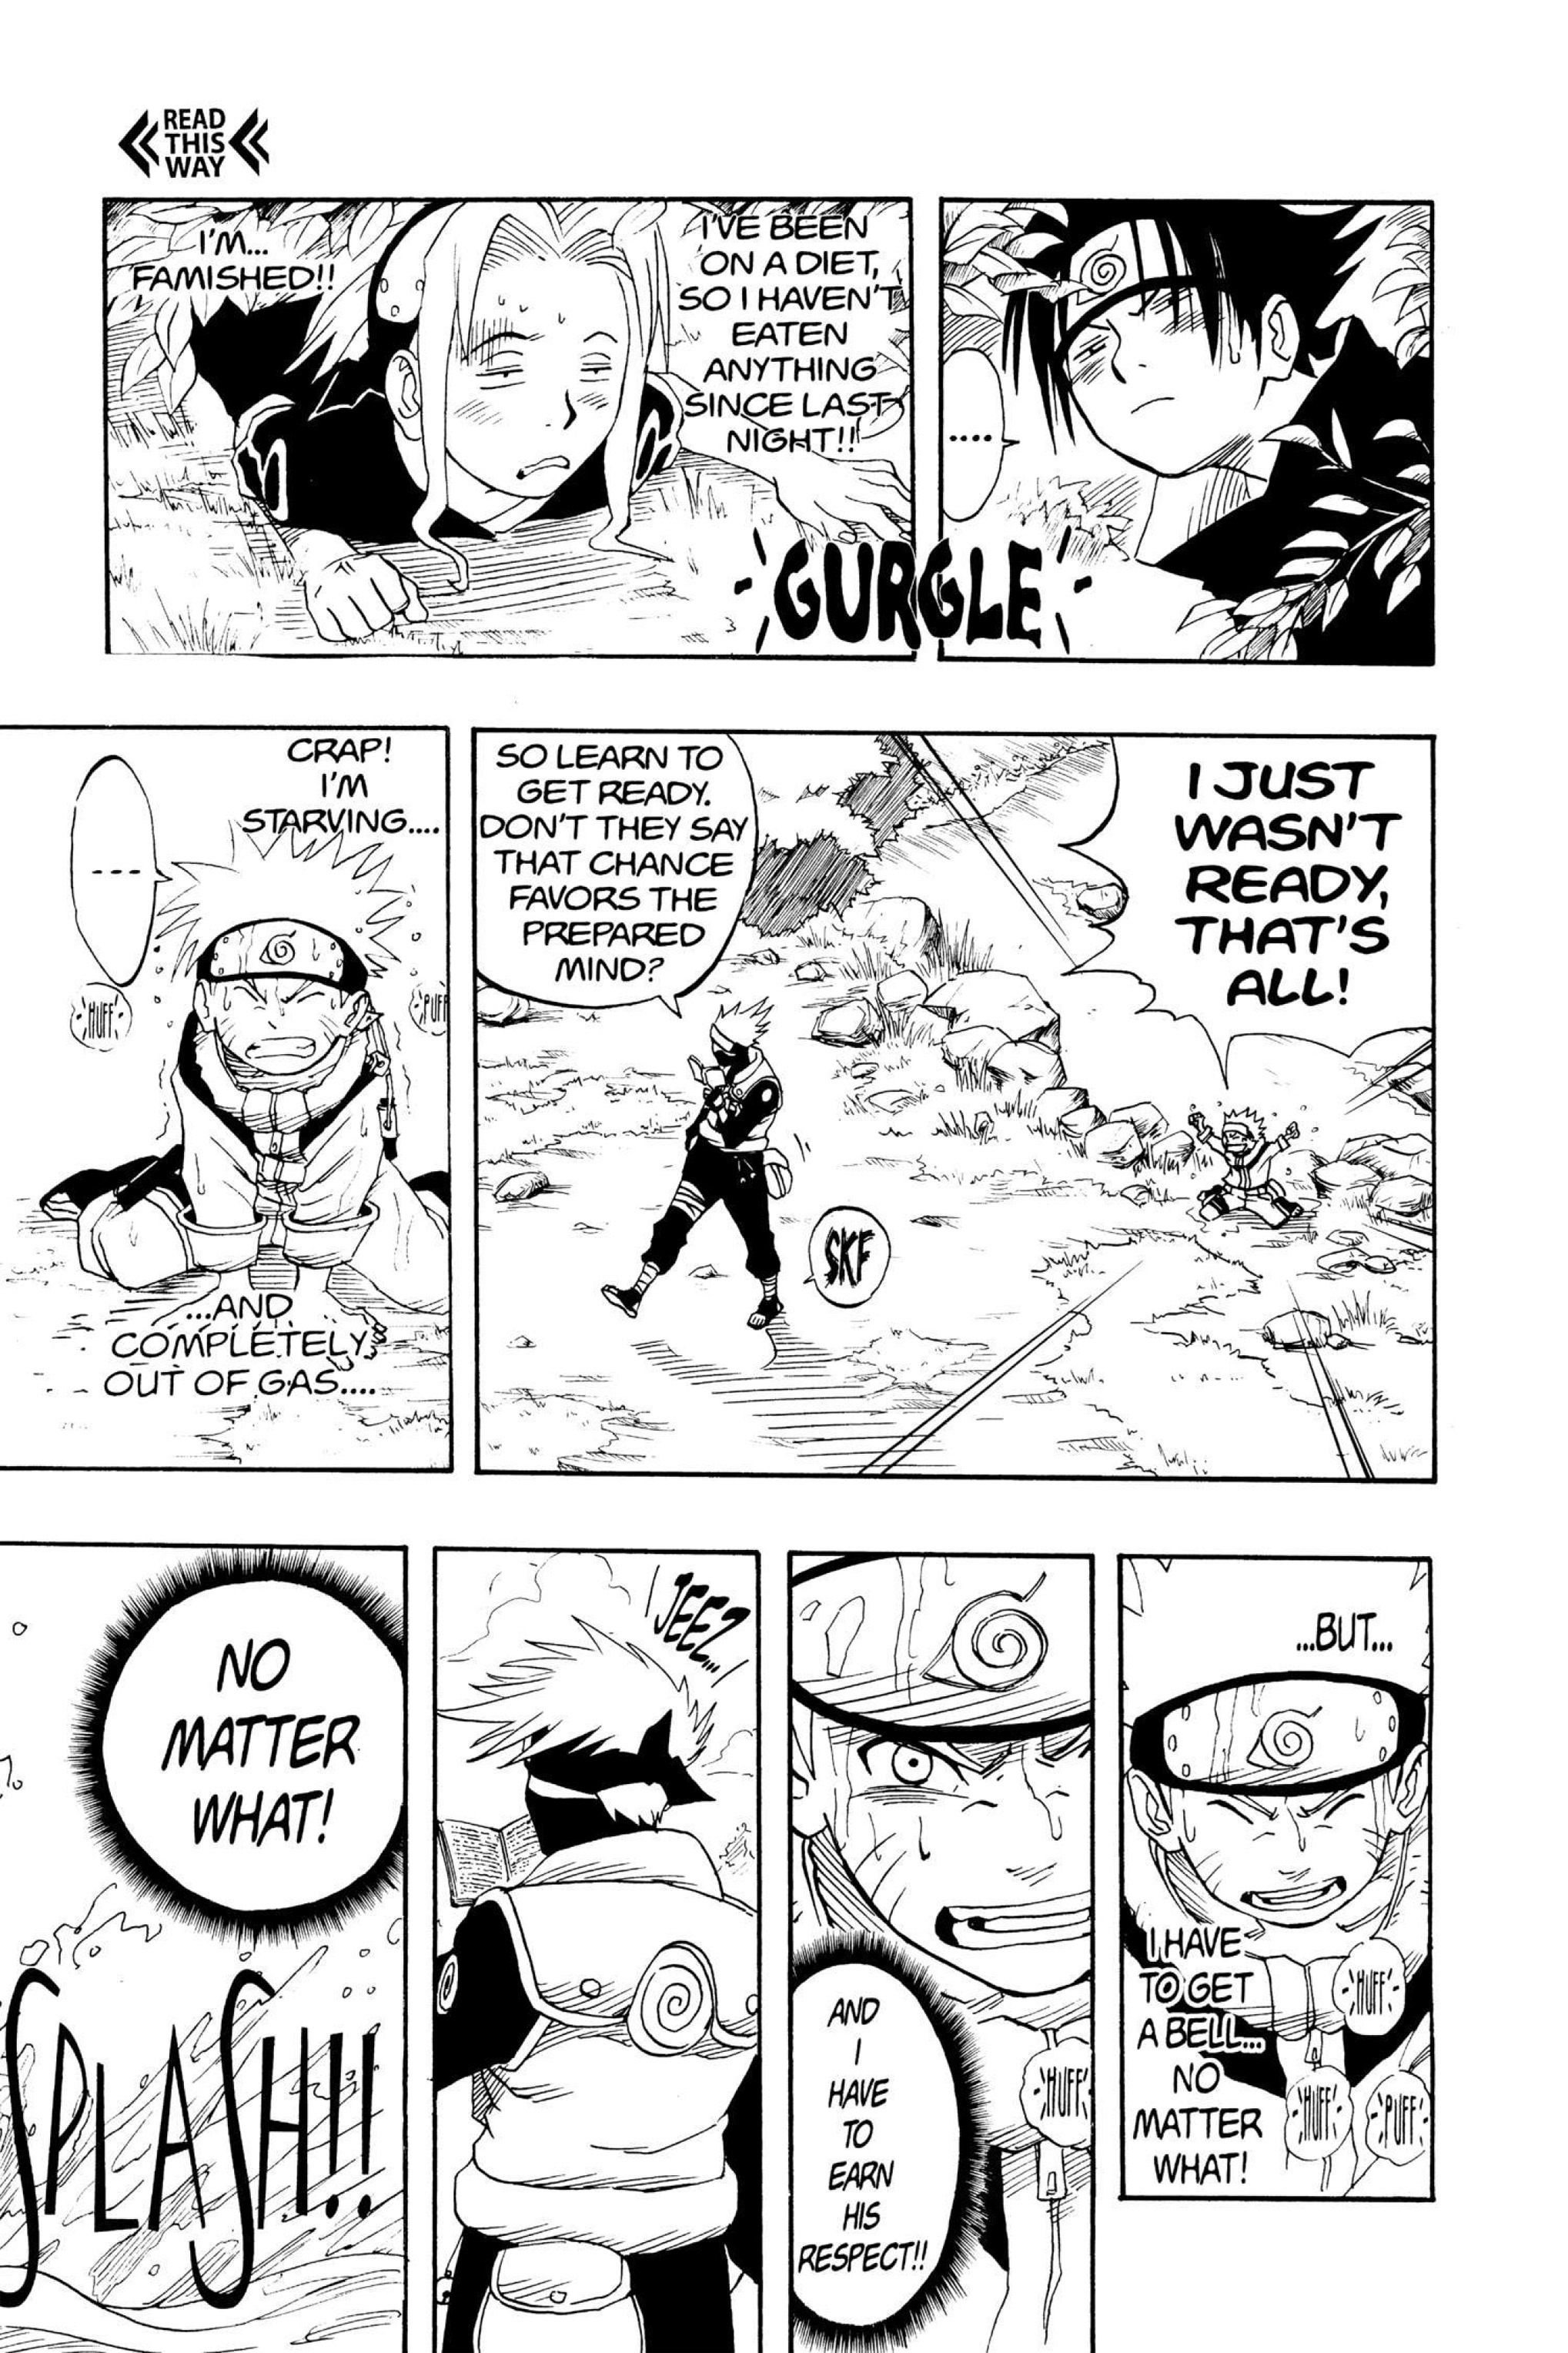 READ
THIS
WAY
....
GURGLE
I'VE BEEN
ON A DIET,
SO I HAVEN'T
EATEN
ANYTHING
SINCE LAST
NIGHT!!
I'M...
FAMISHED!!
I JUST
WASN'T
READY,
THAT'S
ALL!
SO LEARN TO
GET READY.
DON'T THEY SAY
THAT CHANCE
FAVORS THE
PREPARED
MIND?
SKF
CRAP!
I'M
STARVING....
---
PUFF
HUFF
...AND
COMPLETELY
OUT OF GAS....
...BUT...
I HAVE
TO GET
A BELL...
NO
MATTER
WHAT!
HUFF
HUFF
PUFF
AND
I
HAVE
TO
EARN
HIS
RESPECT!!
HUFF
JEEZ...
NO
MATTER
WHAT!
SPLASH!!